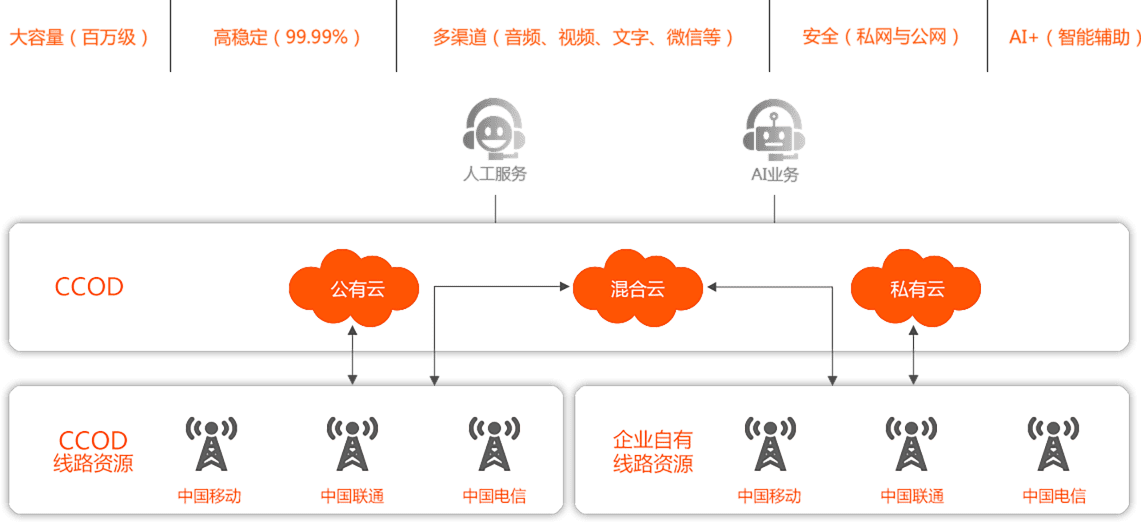 大容量（百万级）
高稳定（99.99%）
多渠道（音频、视频、文字、微信等）
安全（私网与公网）
AI+（智能辅助）
人工服务
AI业务
CCOD
公有云
混合云
私有云
CCOD
线路资源
中国移动
中国联通
中国电信
企业自有
线路资源
中国移动
中国联通
中国电信